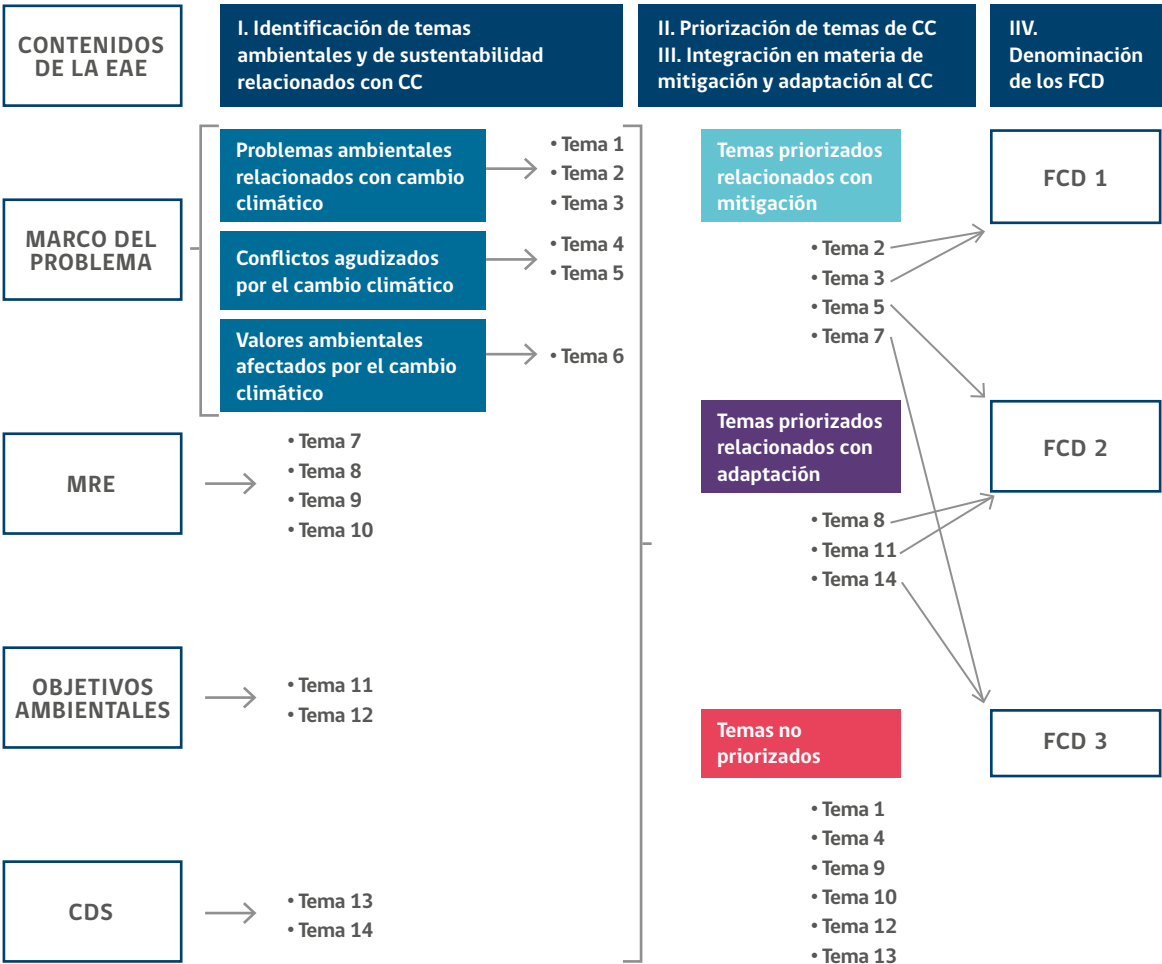 CONTENIDOS
DE LA EAE
I. Identificación de temas
ambientales y de sustentabilidad
relacionados con CC
II. Priorización de temas de CC
III. Integración en materia de
mitigación y adaptación al CC
IIV.
Denominación
de los FCD
MARCO DEL
PROBLEMA
Problemas ambientales
relacionados con cambio
climático
• Tema 1
• Tema 2
• Tema 3
Conflictos agudizados
por el cambio climático
• Tema 4
• Tema 5
Valores ambientales
afectados por el cambio
climático
• Tema 6
MRE
• Tema 7
• Tema 8
• Tema 9
• Tema 10
OBJETIVOS
AMBIENTALES
• Tema 11
• Tema 12
CDS
• Tema 13
• Tema 14
Temas priorizados
relacionados con
mitigación
• Tema 2
• Tema 3
• Tema 5
• Tema 7
Temas priorizados
relacionados con
adaptación
• Tema 8
• Tema 11
• Tema 14
Temas no
priorizados
• Tema 1
• Tema 4
• Tema 9
• Tema 10
• Tema 12
• Tema 13
FCD 1
FCD 2
FCD 3